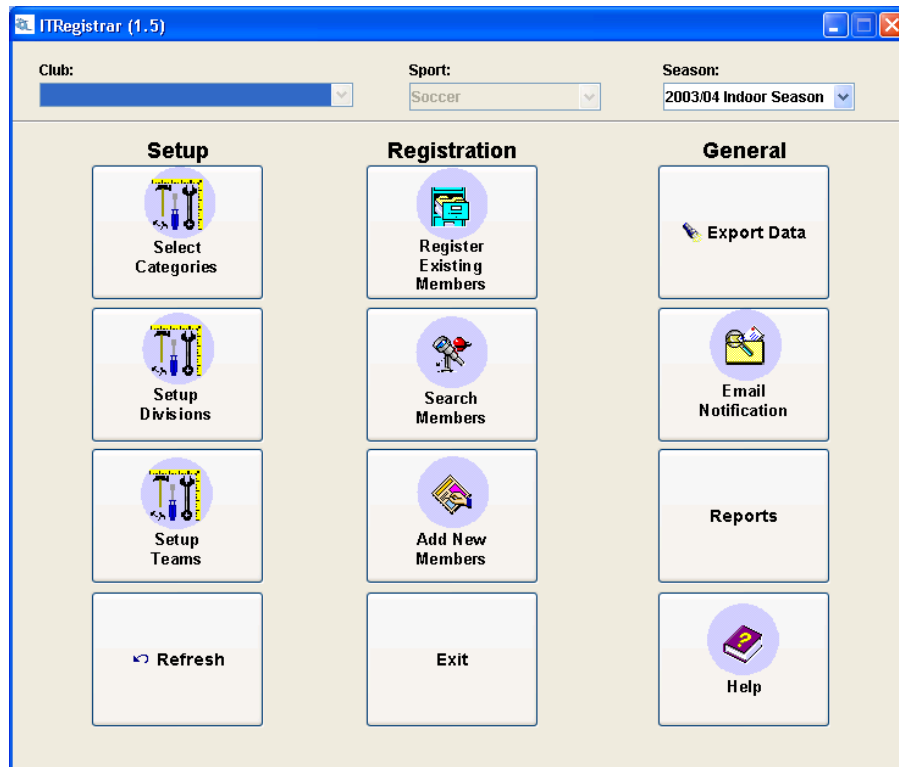 ITRegistrar (1.5)
Club:
Sport:
Season:
Soccer
2003/04 Indoor Season
Setup
Registration
General
Select
Categories
Register
Existing
Members
Export Data
Setup
Divisions
Search
Members
Email
Notification
Setup
Teams
Add New
Members
Reports
Refresh
Exit
Help